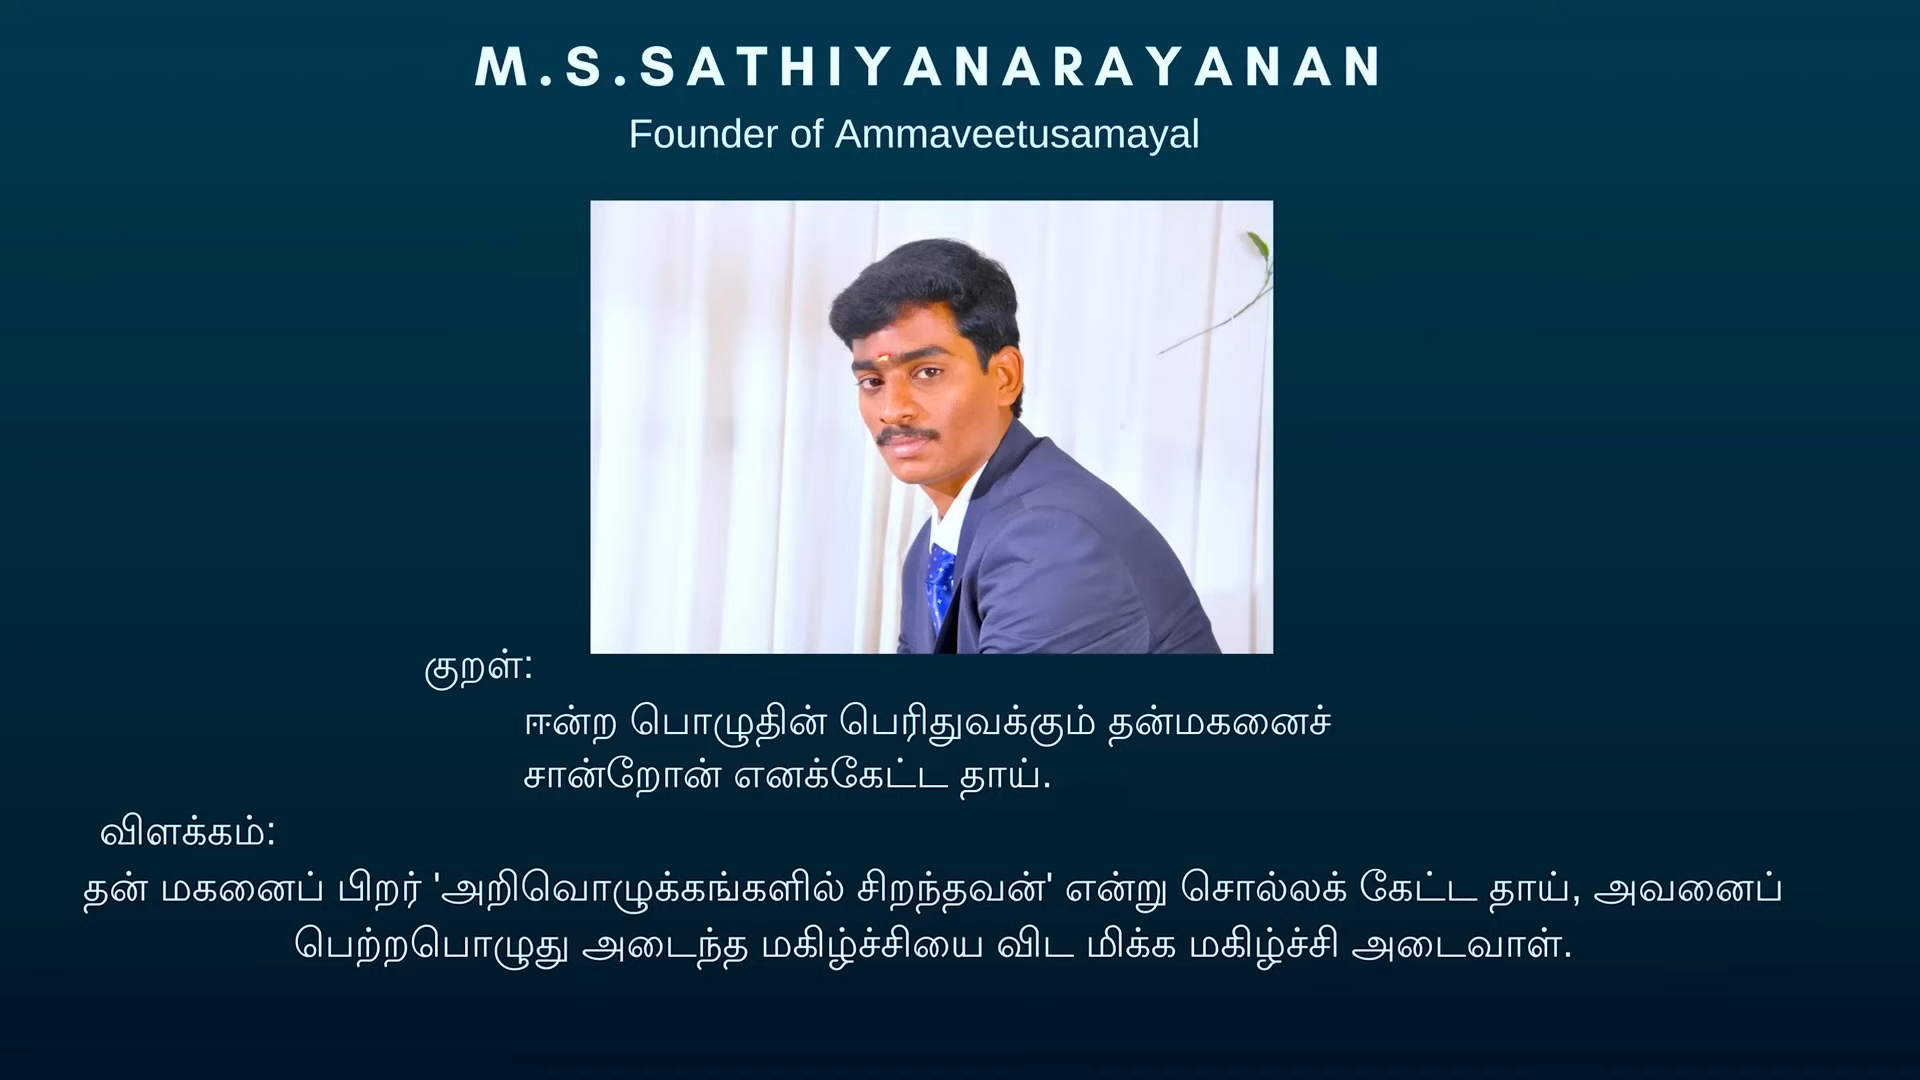 M.S.SATHIYANARAYANAN
Founder of Ammaveetusamayal
குறள்:
ஈன்ற பொழுதின் பெரிதுவக்கும் தன்மகனைச்
சான்றோன் எனக்கேட்ட தாய்.
விளக்கம்:
தன் மகனைப் பிறர் 'அறிவொழுக்கங்களில் சிறந்தவன்' என்று சொல்லக் கேட்ட தாய், அவனைப்
பெற்றபொழுது அடைந்த மகிழ்ச்சியை விட மிக்க மகிழ்ச்சி அடைவாள்.